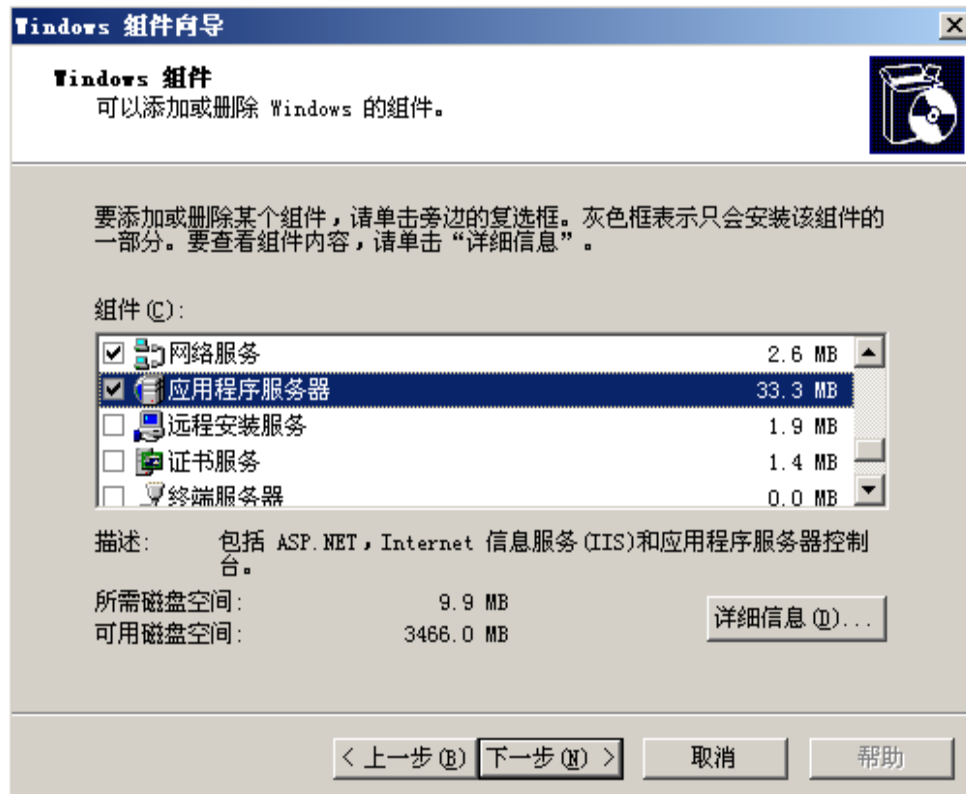 Windows 组件向导
Windows 组件
可以添加或删除 Windows 的组件。
要添加或删除某个组件，请单击旁边的复选框。灰色框表示只会安装该组件的
一部分。要查看组件内容，请单击“详细信息”。
组件(C):
网络服务 2.6 MB
应用程序服务器 33.3 MB
远程安装服务 1.9 MB
证书服务 1.4 MB
终端服务器 0.0 MB
描述: 包括 ASP.NET，Internet 信息服务(IIS)和应用程序服务器控制
台。
所需磁盘空间: 9.9 MB
可用磁盘空间: 3466.0 MB
详细信息(D)...
< 上一步(B) 下一步(N) > 取消 帮助